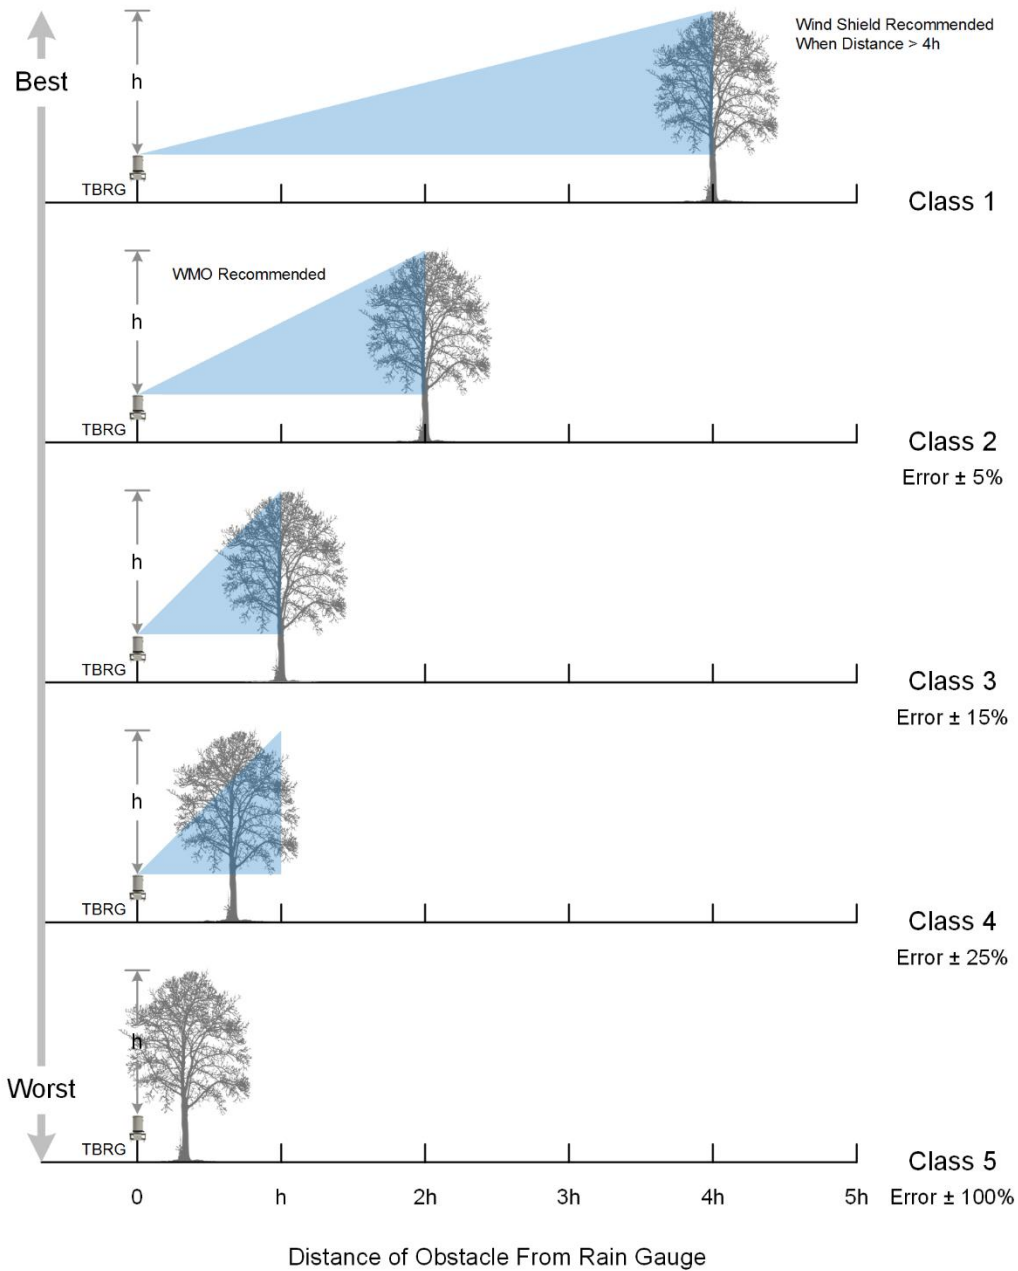 Wind Shield Recommended
When Distance > 4h
Best
h
TBRG
Class 1
WMO Recommended
h
TBRG
Class 2
Error ± 5%
h
TBRG
Class 3
Error ± 15%
h
TBRG
Class 4
Error ± 25%
h
Worst
TBRG
Class 5
0 h 2h 3h 4h 5h
Error ± 100%
Distance of Obstacle From Rain Gauge